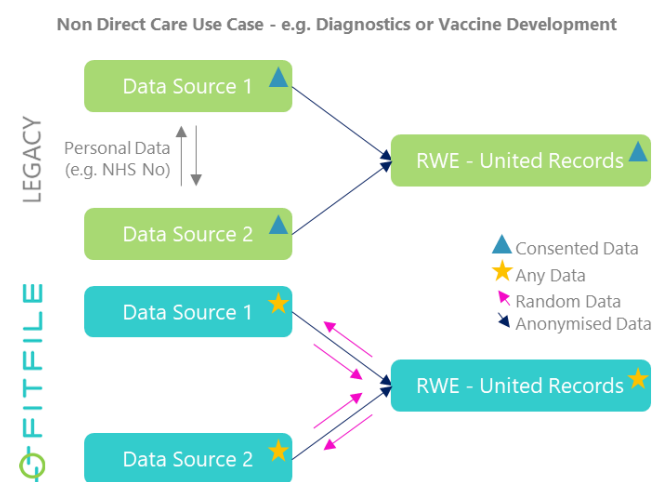 Non Direct Care Use Case - e.g. Diagnostics or Vaccine Development
LEGACY
Data Source 1
Personal Data
(e.g. NHS No)
Data Source 2
RWE - United Records
Consented Data
Any Data
Random Data
Anonymised Data
FITFILE
Data Source 1
RWE - United Records
Data Source 2